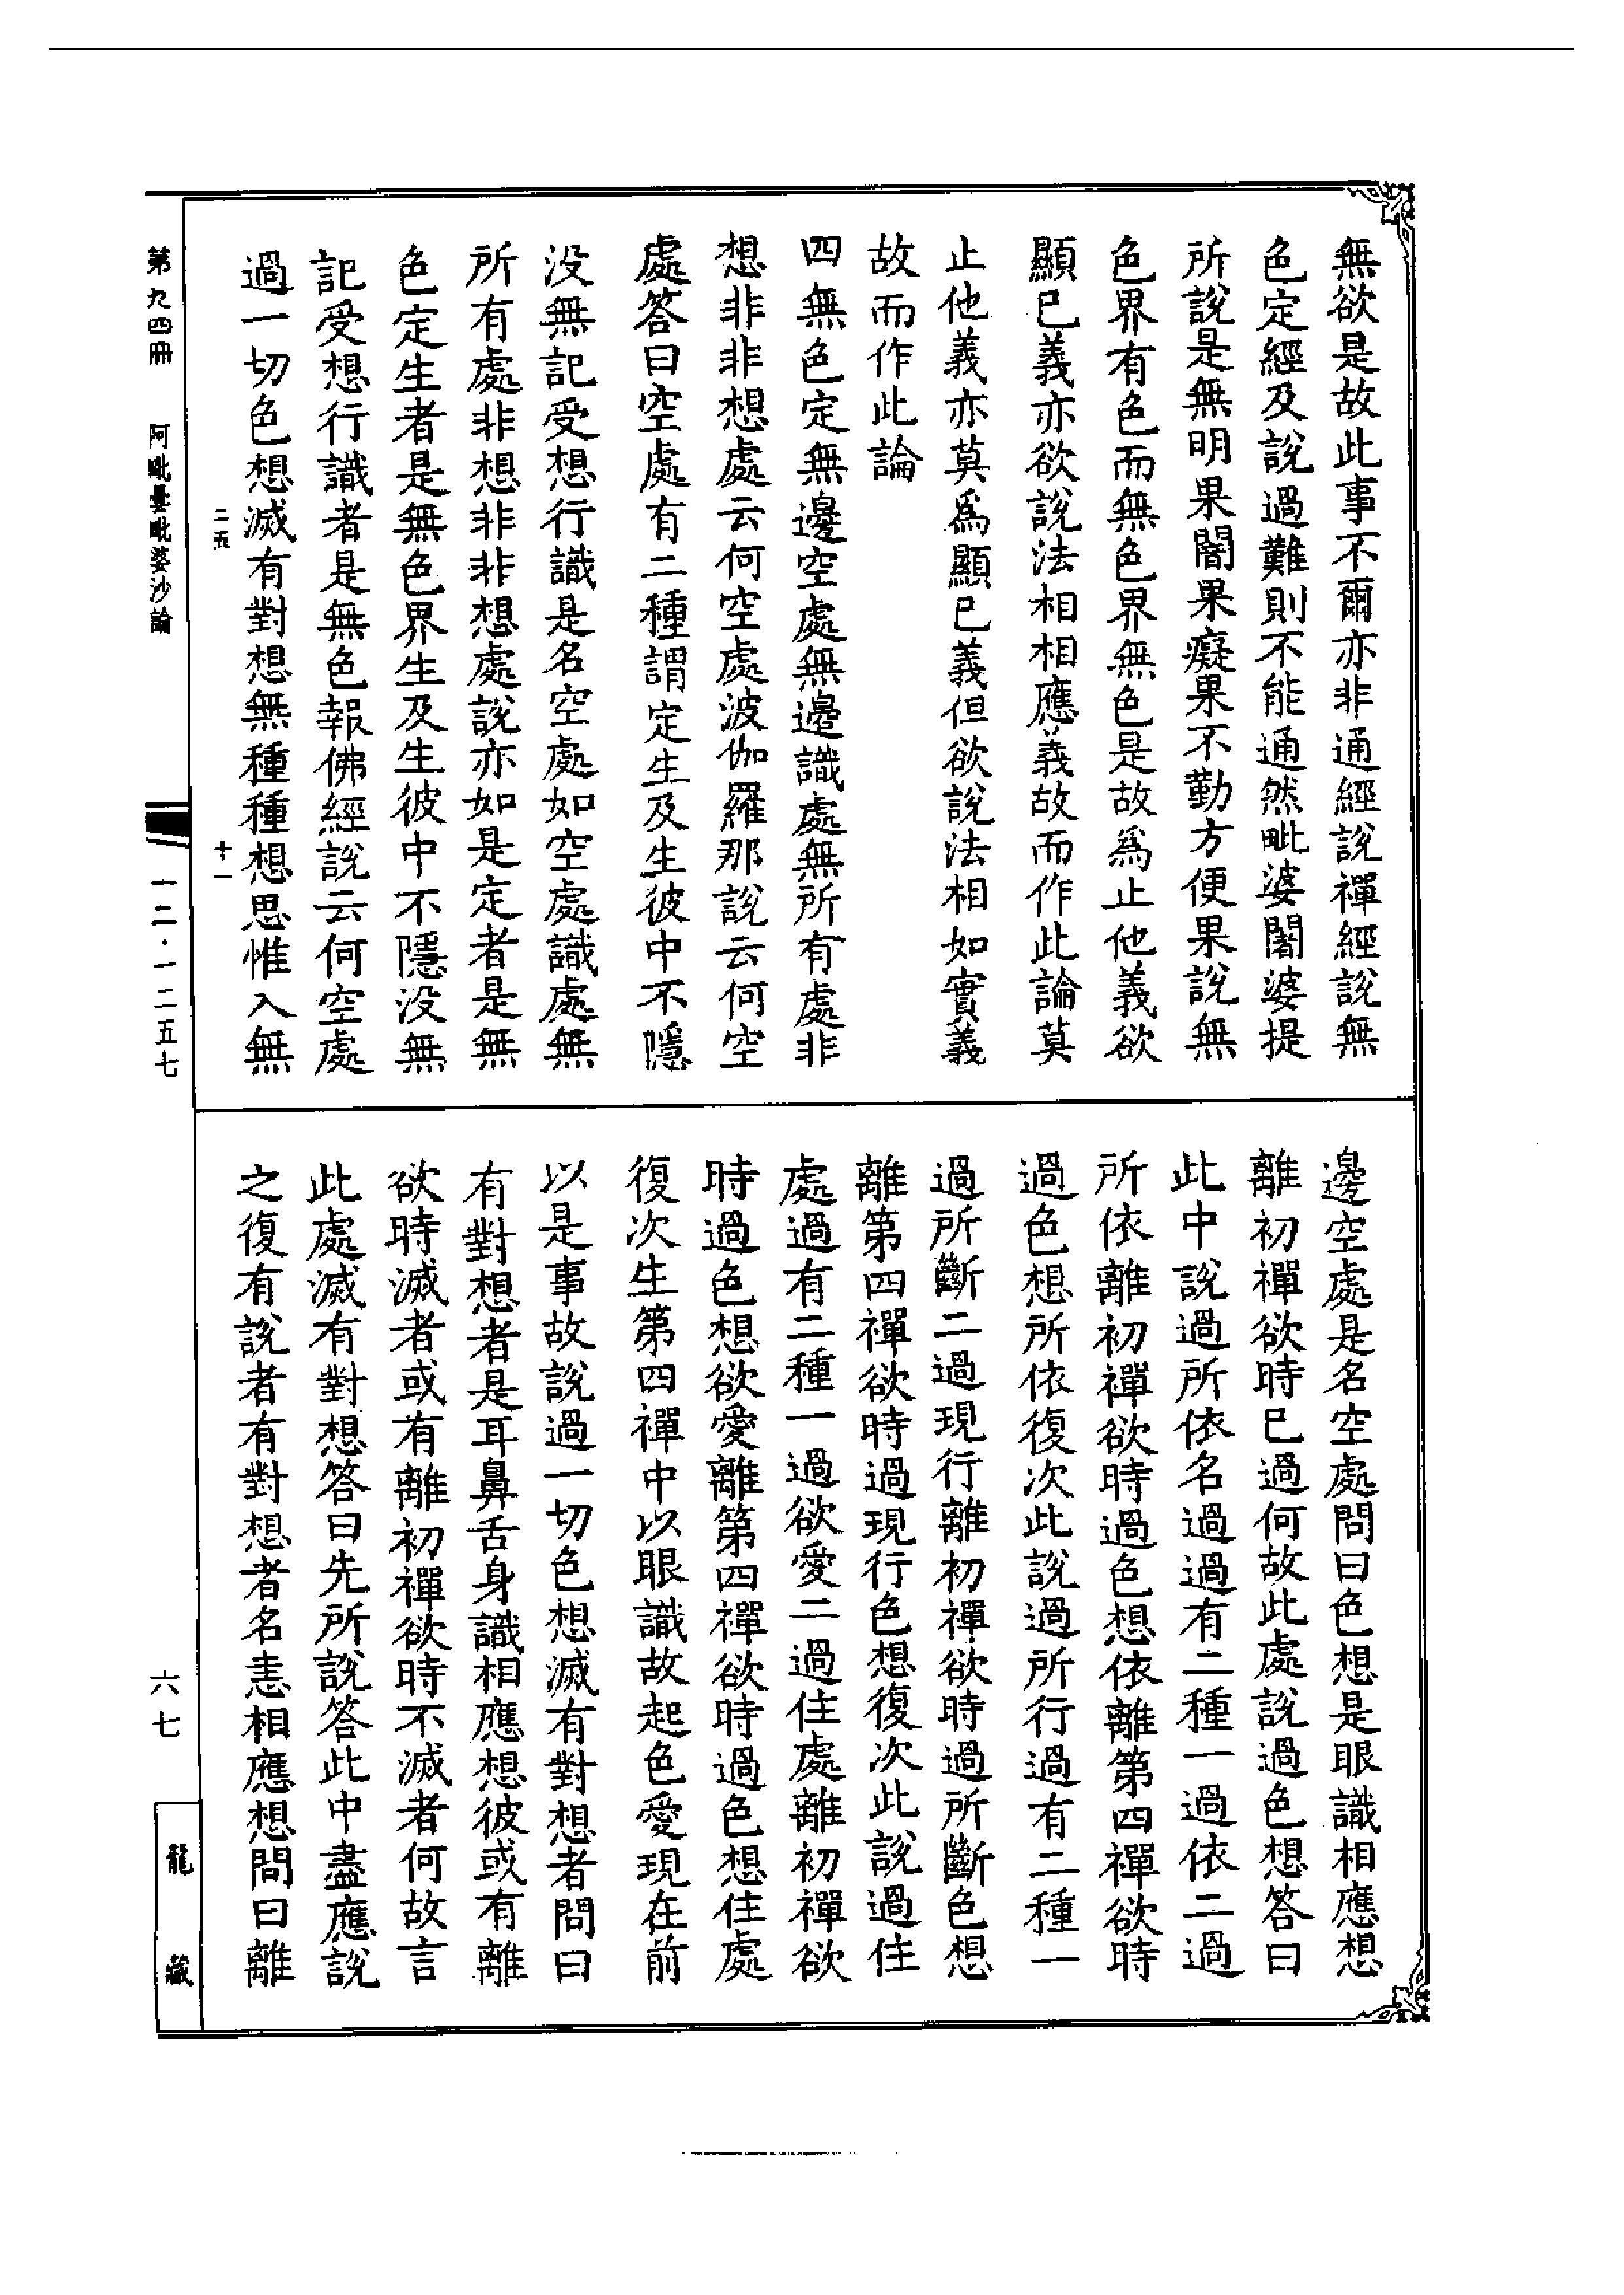 無欲是故此事不爾亦非通經說禪經說無
色定經及說過難則不能通然毗婆闍婆提
所說是無明果闇果癡果不勤方便果說無
色界有色而無色界無色是故為止他義欲
顯已義亦欲說法相相應義故而作此論莫
止他義亦莫為顯已義但欲說法相如實義
故而作此論
四無色定無邊空處無邊識處無所有處非
想非非想處云何空處波伽羅那說云何空
處答曰空處有二種謂定生及生彼中不隱
没無記受想行識是名空處如空處識處無
所有處非想非非想處說亦如是定者是無
色定生者是無色界生及生彼中不隱没無
記受想行識者是無色報佛經說云何空處
過一切色想滅有對想無種種想思惟入無
二五 十一
邊空處是名空處問曰色想是眼識相應想
離初禪欲時已過何故此處說過色想答曰
此中說過所依名過過有二種一過依二過
所依離初禪欲時過色想依離第四禪欲時
過色想所依復次此說過所行過有二種一
過所斷二過現行離初禪欲時過所斷色想
離第四禪欲時過現行色想復次此說過住
處過有二種一過欲愛二過住處離初禪欲
時過色想欲愛離第四禪欲時過色想住處
復次生第四禪中以眼識故起色愛現在前
以是事故說過一切色想滅有對想者問曰
有對想者是耳鼻舌身識相應想彼或有離
欲時滅者或有離初禪欲時不滅者何故言
此處滅有對想答曰先所說答此中盡應說
之復有說者有對想者名恚相應想問曰離
第九四冊 阿毗曇毗婆沙論 一二·一二五七 六七 龍藏